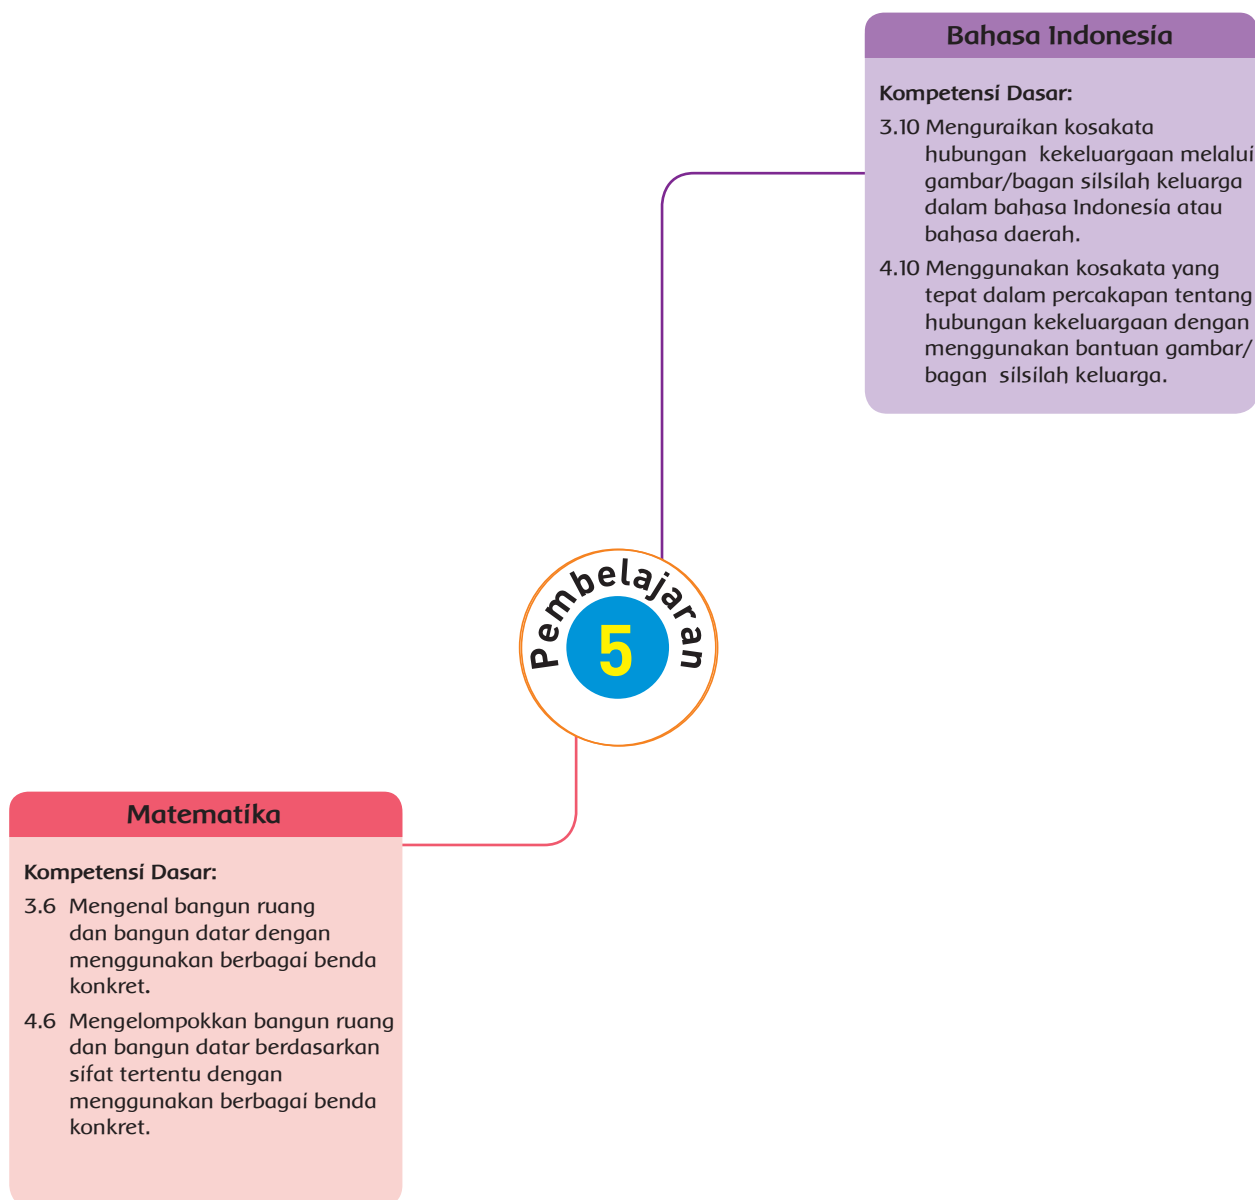 Bahasa Indonesia
Kompetensi Dasar:
3.10 Menguraikan kosakata
hubungan kekeluargaan melalui
gambar/bagan silsilah keluarga
dalam bahasa Indonesia atau
bahasa daerah.
4.10 Menggunakan kosakata yang
tepat dalam percakapan tentang
hubungan kekeluargaan dengan
menggunakan bantuan gambar/
bagan silsilah keluarga.
Pembelajaran
5
Matematika
Kompetensi Dasar:
3.6 Mengenal bangun ruang
dan bangun datar dengan
menggunakan berbagai benda
konkret.
4.6 Mengelompokkan bangun ruang
dan bangun datar berdasarkan
sifat tertentu dengan
menggunakan berbagai benda
konkret.